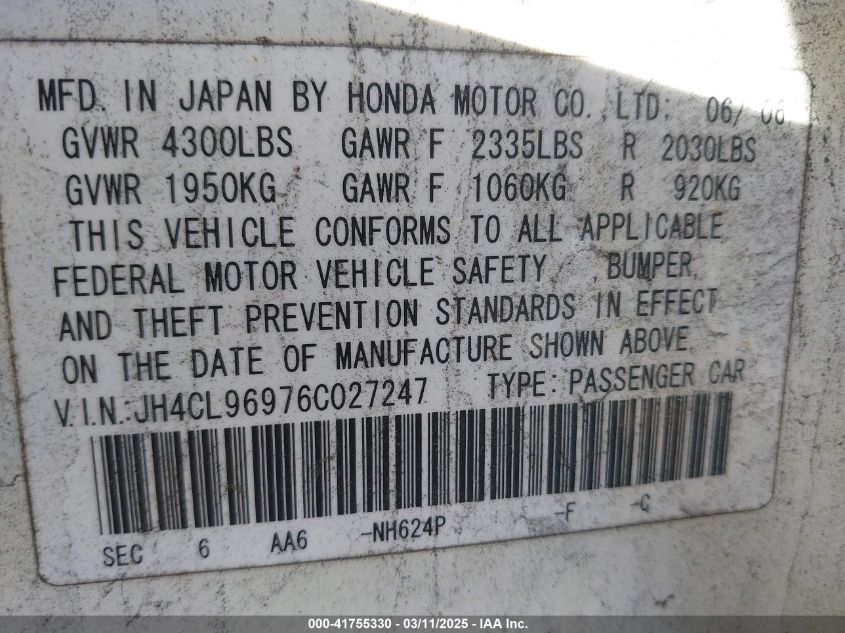 MFD. IN JAPAN BY HONDA MOTOR CO.,LTD. 06/06
GVWR 4300LBS GAWR F 2335LBS R 2030LBS
GVWR 1950KG GAWR F 1060KG R 920KG
THIS VEHICLE CONFORMS TO ALL APPLICABLE
FEDERAL MOTOR VEHICLE SAFETY BUMPER,
AND THEFT PREVENTION STANDARDS IN EFFECT
ON THE DATE OF MANUFACTURE SHOWN ABOVE.
V.I.N.:JH4CL96976C027247 TYPE:PASSENGER CAR
SEC 6 AA6 -NH624P -F -C
000-41755330 - 03/11/2025 - IAA Inc.